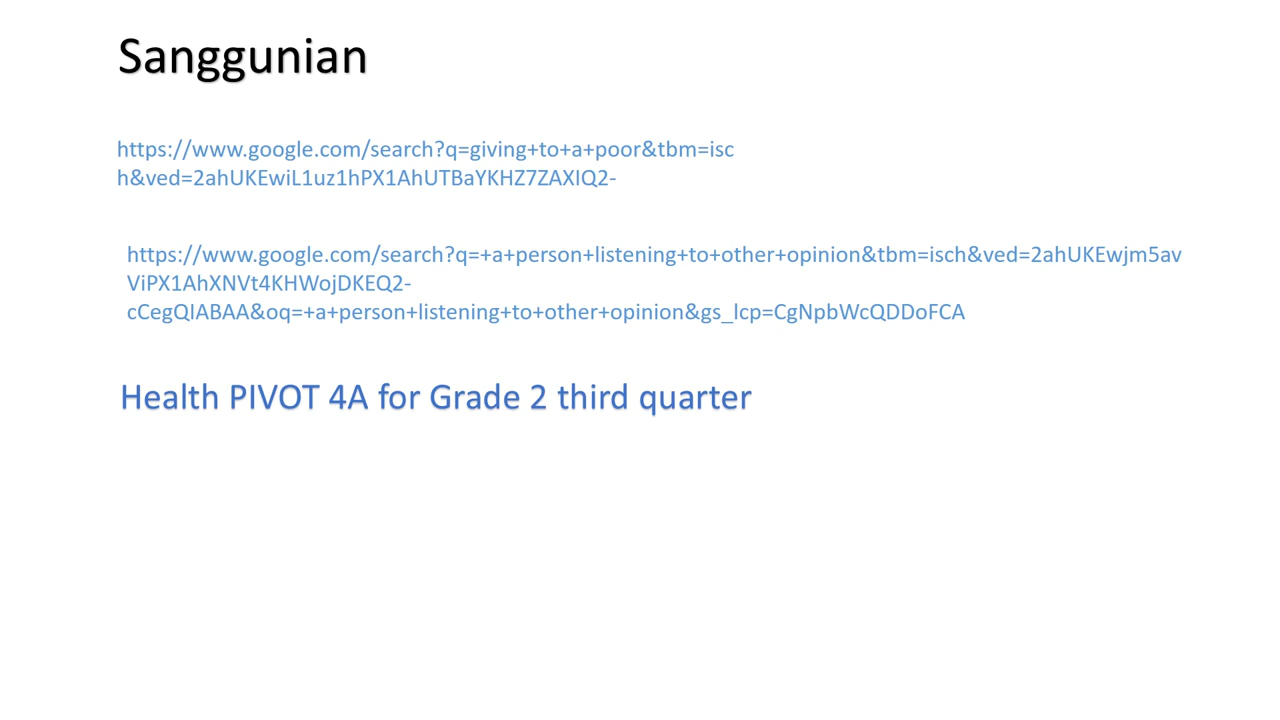 Sanggunian
https://www.google.com/search?q=giving+to+a+poor&tbm=isc
h&ved=2ahUKEwiL1uz1hPX1AhUTBaYKHZ7ZAXIQ2-
https://www.google.com/search?q=+a+person+listening+to+other+opinion&tbm=isch&ved=2ahUKEwjm5av
ViPX1AhXNVt4KHWojDKEQ2-
cCegQIABAA&oq=+a+person+listening+to+other+opinion&gs_lcp=CgNpbWcQDDoFCA
Health PIVOT 4A for Grade 2 third quarter